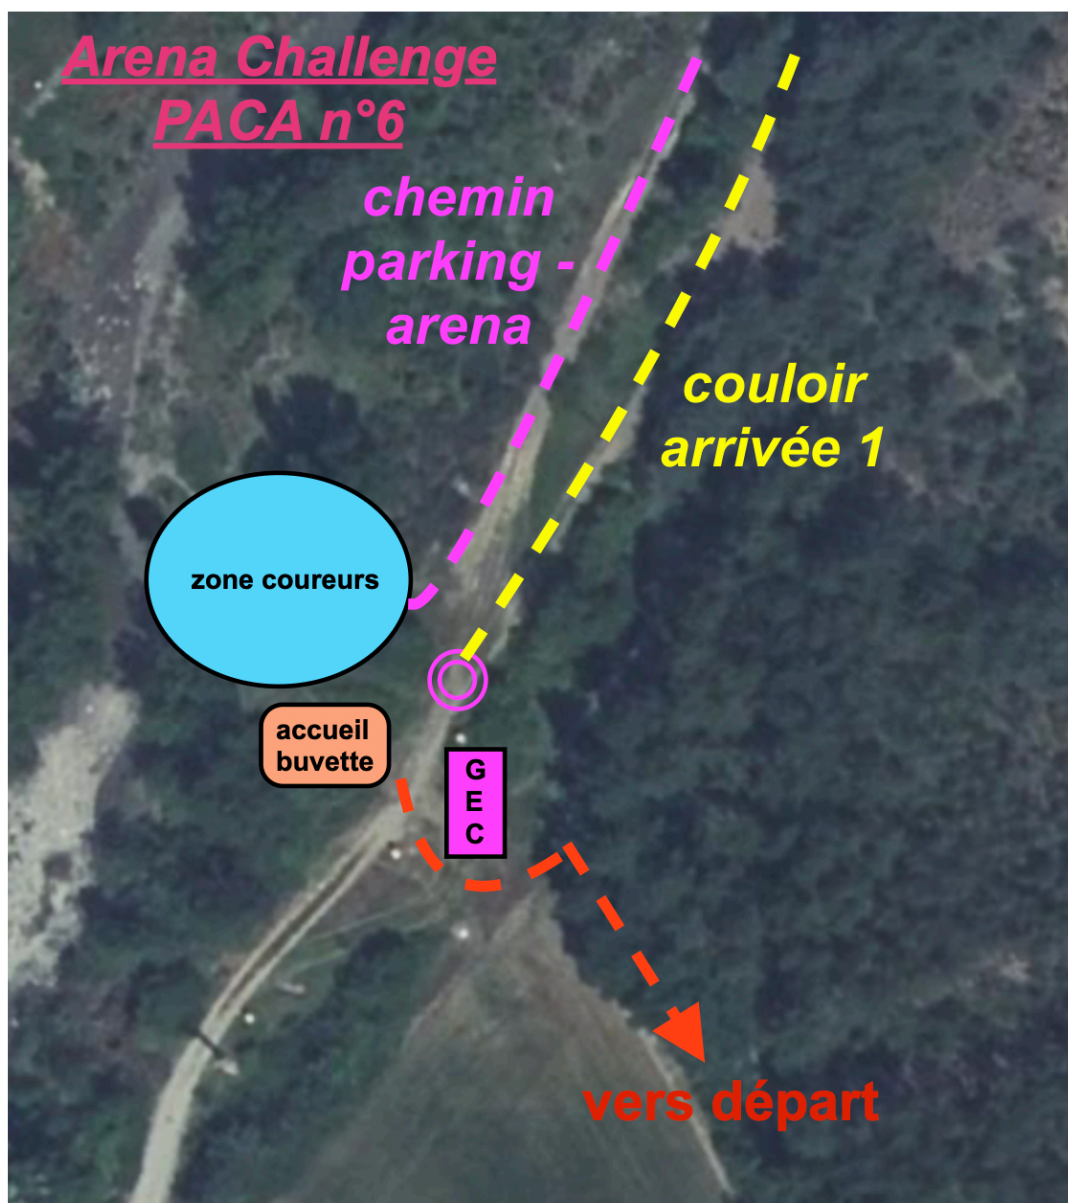 Arena Challenge
PACA n°6
chemin
parking -
arena
couloir
arrivée 1
zone coureurs
accueil
buvette
G
E
C
vers départ